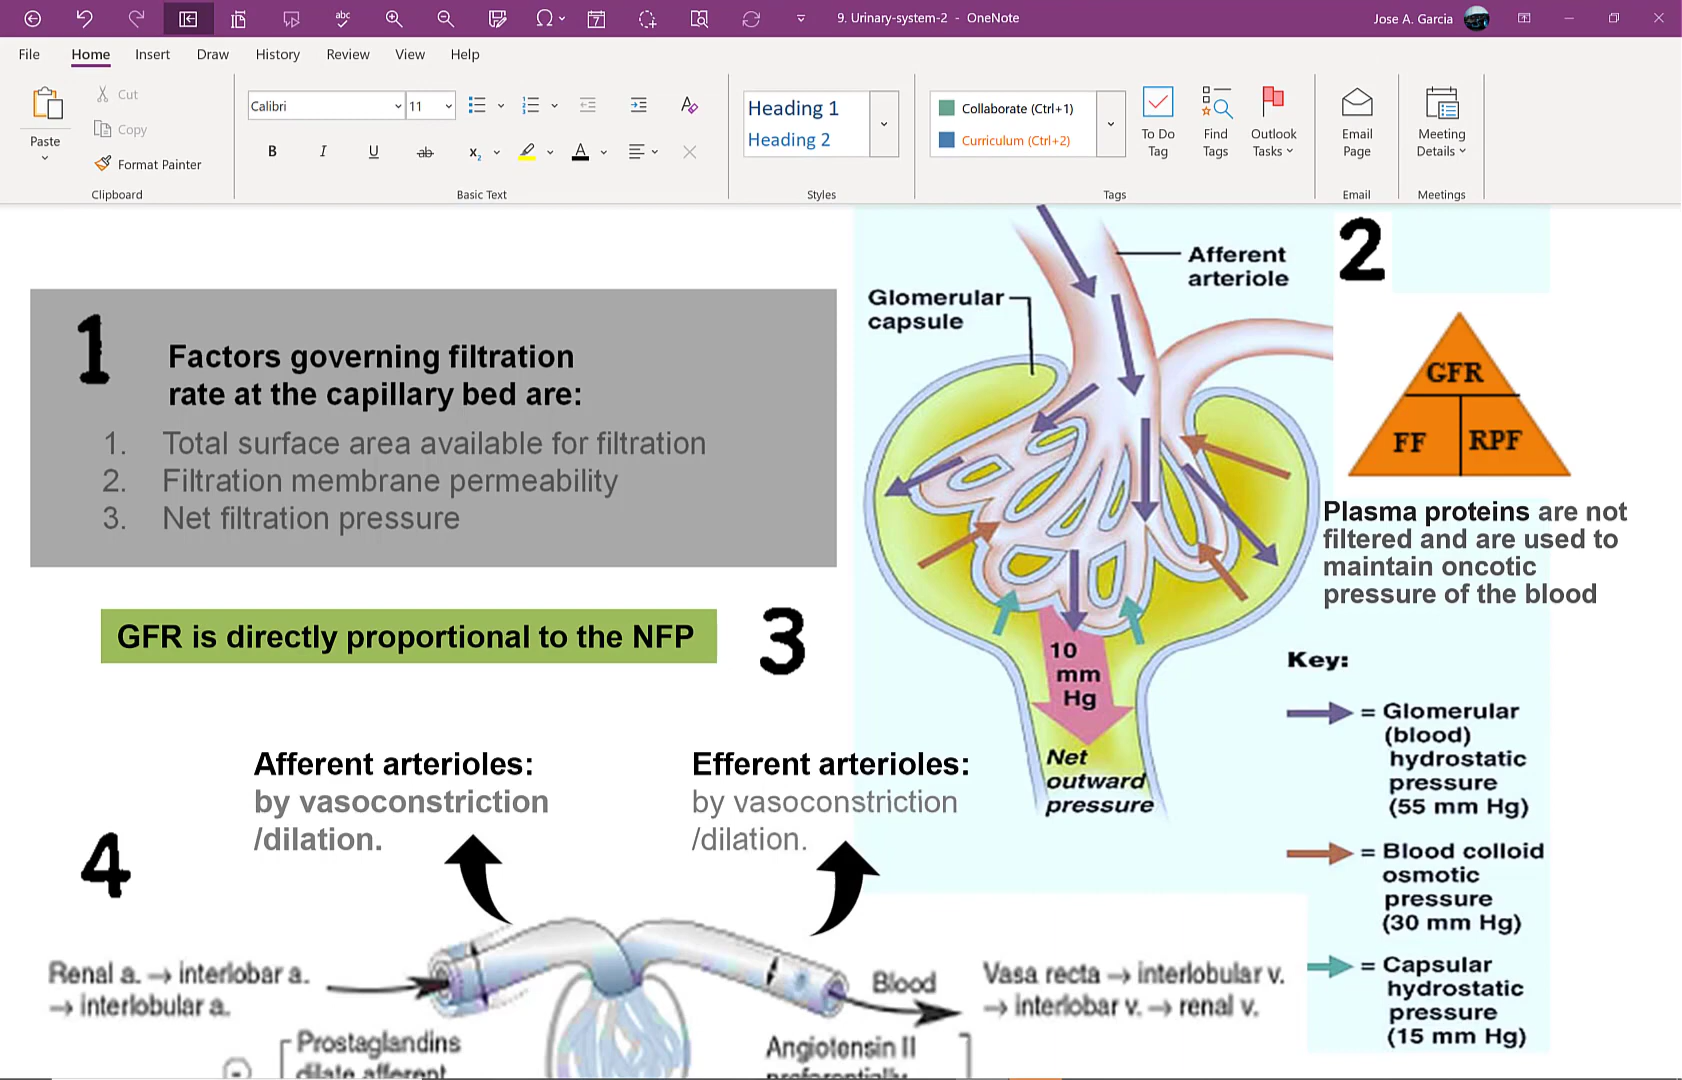 abc
9. Urinary-system-2 - OneNote
Jose A. Garcia
File Home Insert Draw History Review View Help
Paste
Cut
Copy
Format Painter
Clipboard
Calibri 11
B I U ab x₂ A
Basic Text
Heading 1
Heading 2
Styles
Collaborate (Ctrl+1)
Curriculum (Ctrl+2)
To Do
Tag
Find
Tags
Outlook
Tasks
Tags
Email
Page
Email
Meeting
Details
Meetings
1
Factors governing filtration
rate at the capillary bed are:
1. Total surface area available for filtration
2. Filtration membrane permeability
3. Net filtration pressure
GFR is directly proportional to the NFP
3
Afferent
arteriole
Glomerular
capsule
10
mm
Hg
Net
outward
pressure
2
GFR
FF RPF
Plasma proteins are not
filtered and are used to
maintain oncotic
pressure of the blood
Key:
= Glomerular
(blood)
hydrostatic
pressure
(55 mm Hg)
= Blood colloid
osmotic
pressure
(30 mm Hg)
= Capsular
hydrostatic
pressure
(15 mm Hg)
4
Afferent arterioles:
by vasoconstriction
/dilation.
Efferent arterioles:
by vasoconstriction
/dilation.
Renal a. → interlobar a.
→ interlobular a.
Blood
Vasa recta → interlobular v.
→ interlobar v. → renal v.
Prostaglandins
dilate afferent
Angiotensin II
preferentially